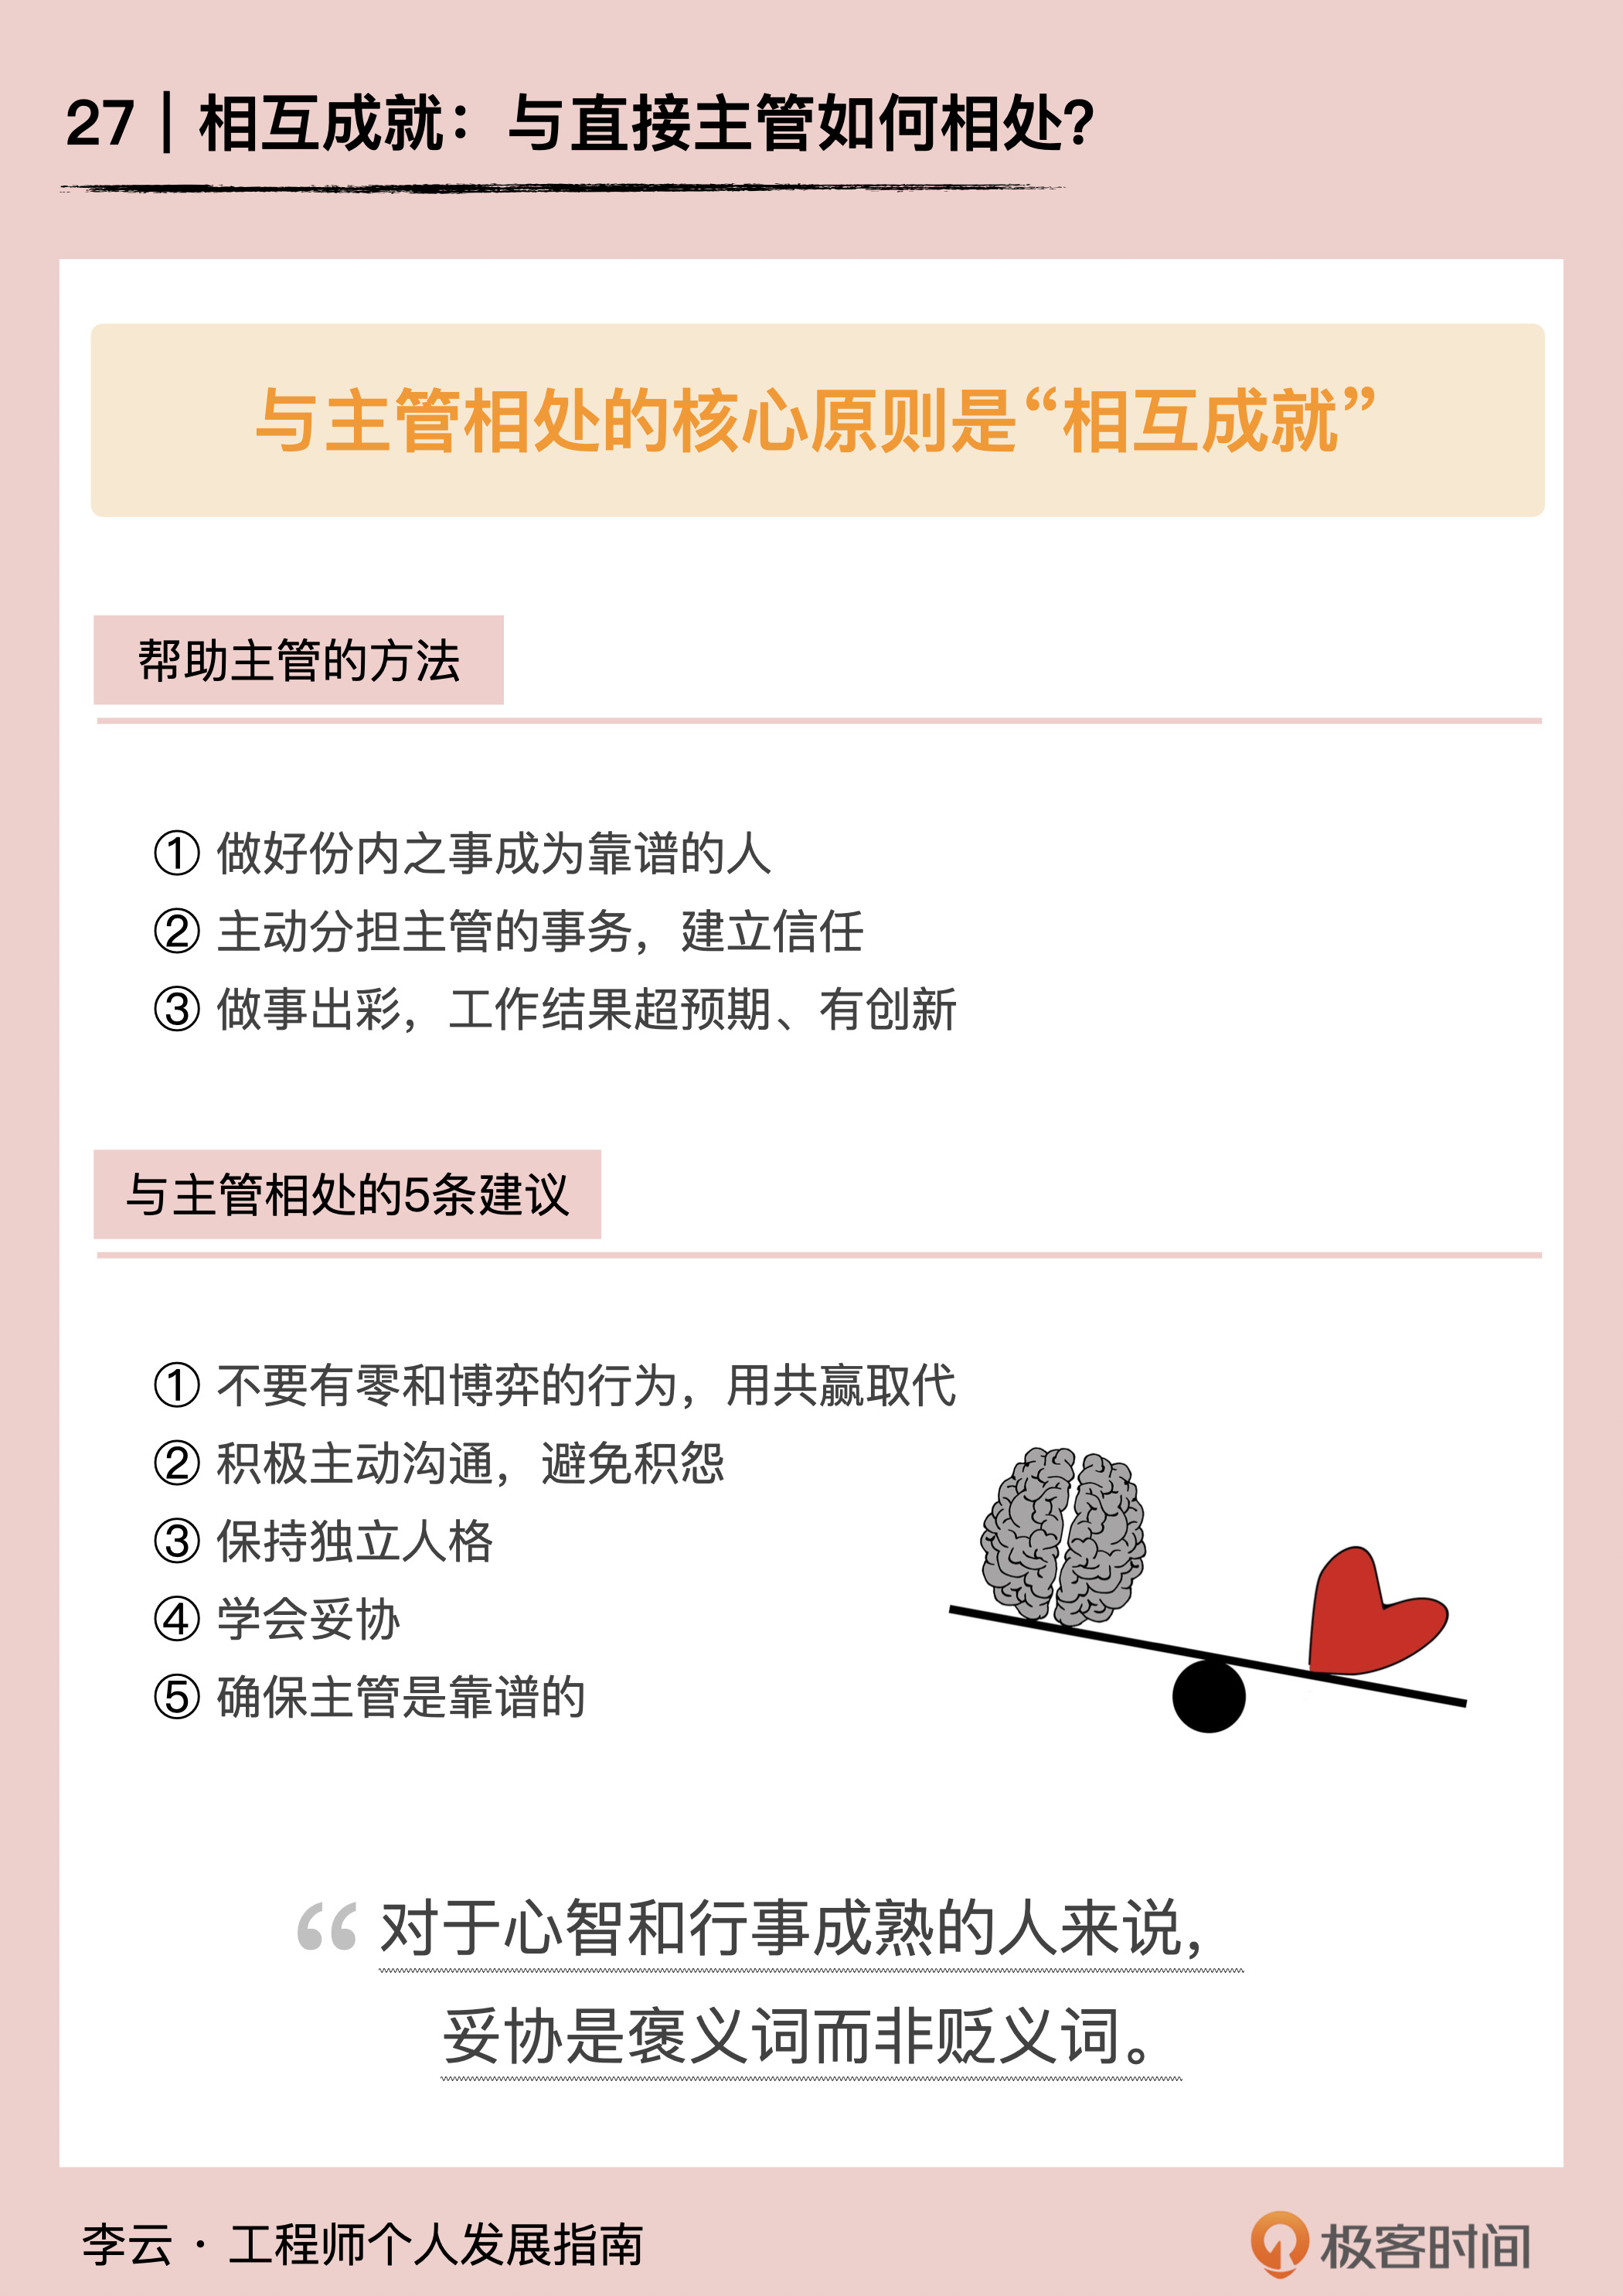 27 | 相互成就：与直接主管如何相处？
与主管相处的核心原则是“相互成就”
帮助主管的方法
① 做好份内之事成为靠谱的人
② 主动分担主管的事务，建立信任
③ 做事出彩，工作结果超预期、有创新
与主管相处的5条建议
① 不要有零和博弈的行为，用共赢取代
② 积极主动沟通，避免积怨
③ 保持独立人格
④ 学会妥协
⑤ 确保主管是靠谱的
“ 对于心智和行事成熟的人来说，
妥协是褒义词而非贬义词。
李云 · 工程师个人发展指南
极客时间